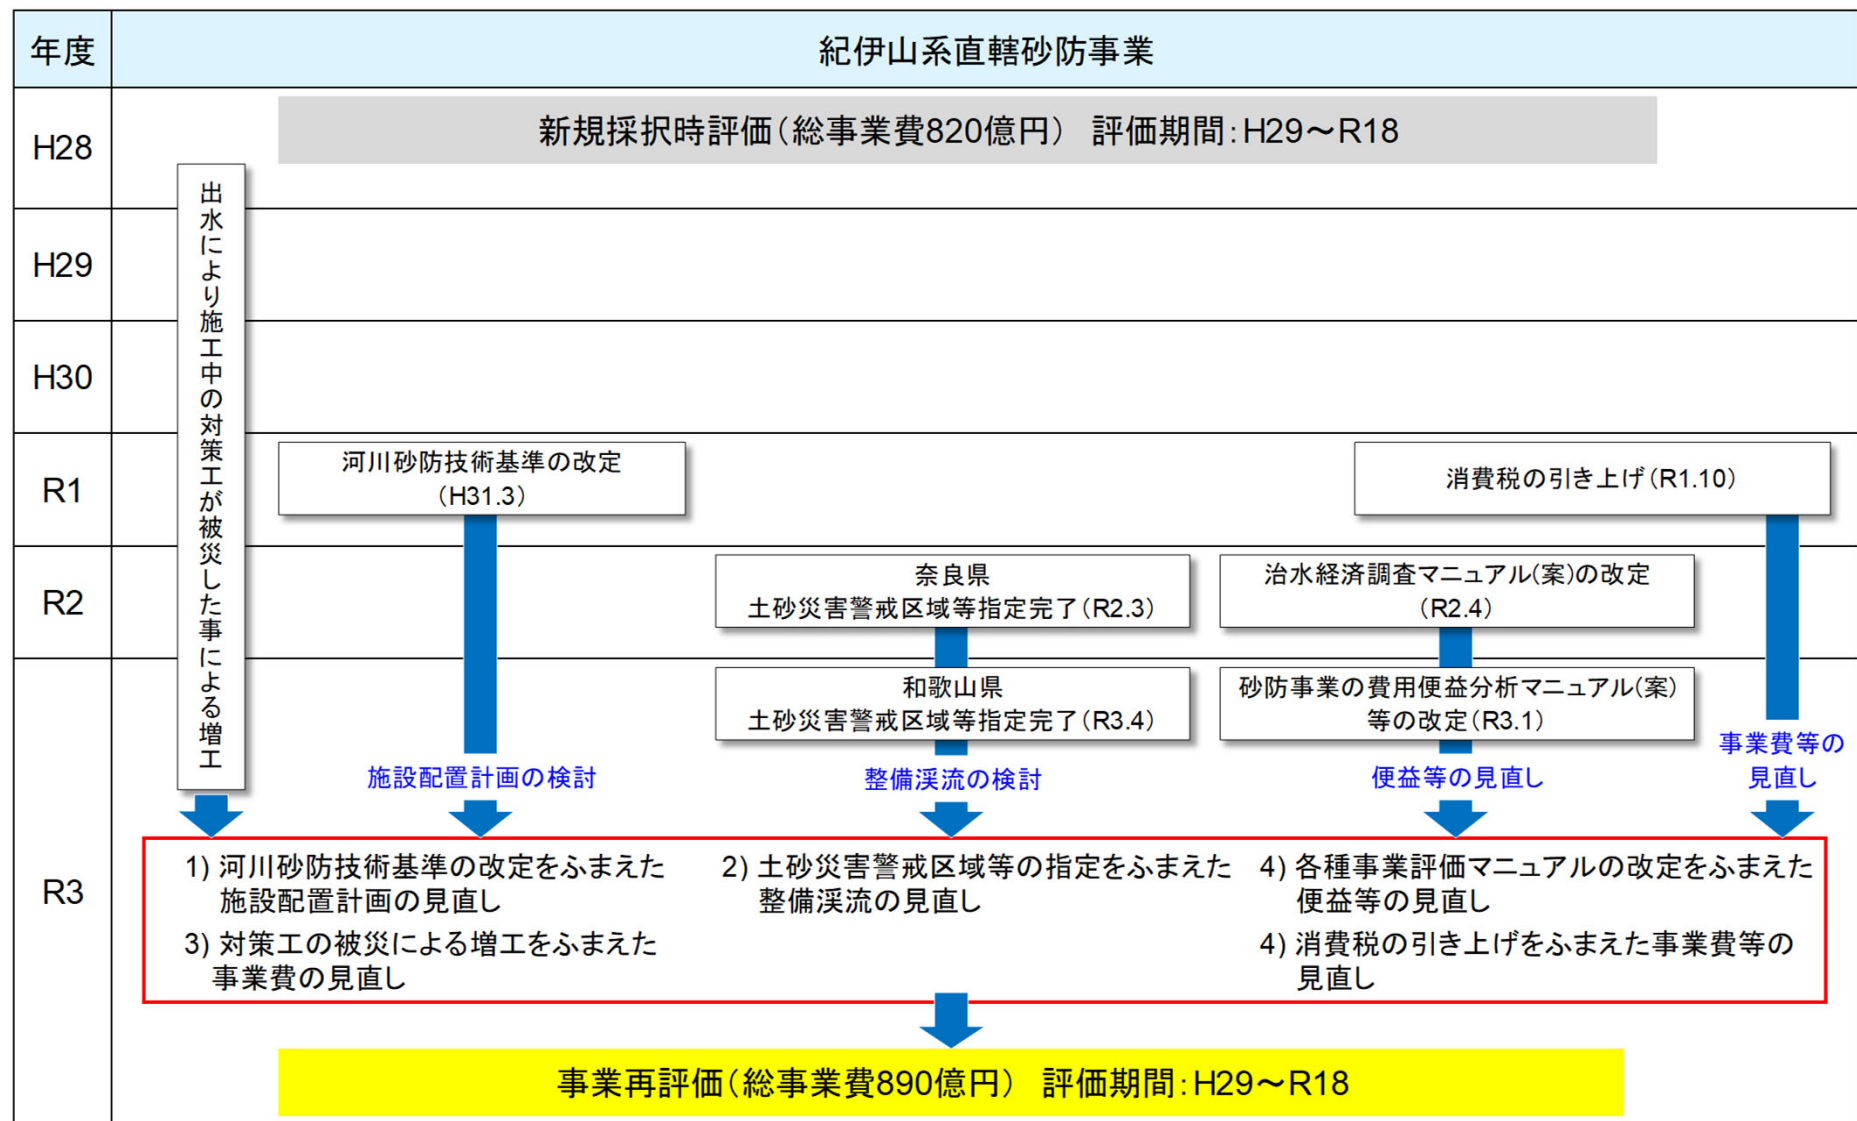 年度
紀伊山系直轄砂防事業
H28
新規採択時評価（総事業費820億円） 評価期間：H29～R18
出水により施工中の対策工が被災した事による増工
H29
H30
R1
河川砂防技術基準の改定
（H31.3）
消費税の引き上げ（R1.10）
R2
奈良県
土砂災害警戒区域等指定完了（R2.3）
治水経済調査マニュアル(案)の改定
（R2.4）
R3
和歌山県
土砂災害警戒区域等指定完了（R3.4）
砂防事業の費用便益分析マニュアル(案)
等の改定（R3.1）
施設配置計画の検討
整備渓流の検討
便益等の見直し
事業費等の
見直し
1) 河川砂防技術基準の改定をふまえた
施設配置計画の見直し
2) 土砂災害警戒区域等の指定をふまえた
整備渓流の見直し
4) 各種事業評価マニュアルの改定をふまえた
便益等の見直し
3) 対策工の被災による増工をふまえた
事業費の見直し
4) 消費税の引き上げをふまえた事業費等の
見直し
事業再評価（総事業費890億円） 評価期間：H29～R18